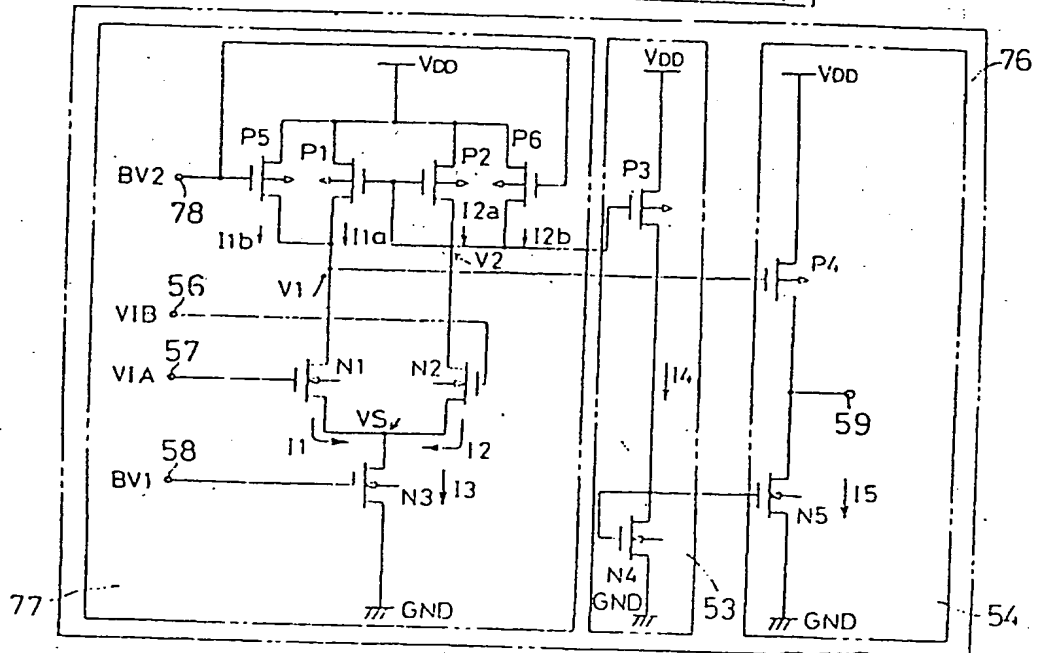 76
VDD
VDD
VDD
P5
P1
P2
P6
P3
BV2
78
I1b
I1a
I2a
I2b
P4
V1
V2
56
VIB
57
VIA
N1
N2
I4
59
VS
I1
I2
58
BV1
N3
I3
N5
I5
N4
77
GND
GND
53
GND
54